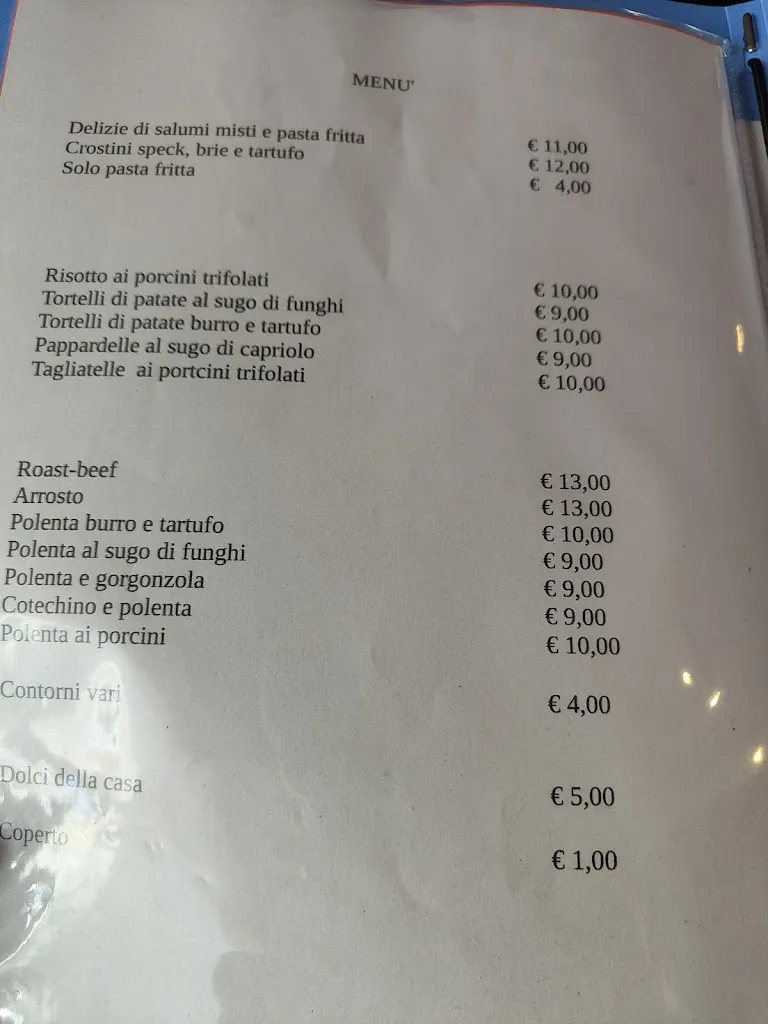 MENU'
Delizie di salumi misti e pasta fritta € 11,00
Crostini speck, brie e tartufo € 12,00
Solo pasta fritta € 4,00
Risotto ai porcini trifolati € 10,00
Tortelli di patate al sugo di funghi € 9,00
Tortelli di patate burro e tartufo € 10,00
Pappardelle al sugo di capriolo € 9,00
Tagliatelle ai portcini trifolati € 10,00
Roast-beef € 13,00
Arrosto € 13,00
Polenta burro e tartufo € 10,00
Polenta al sugo di funghi € 9,00
Polenta e gorgonzola € 9,00
Cotechino e polenta € 9,00
Polenta ai porcini € 10,00
Contorni vari € 4,00
Dolci della casa € 5,00
Coperto € 1,00